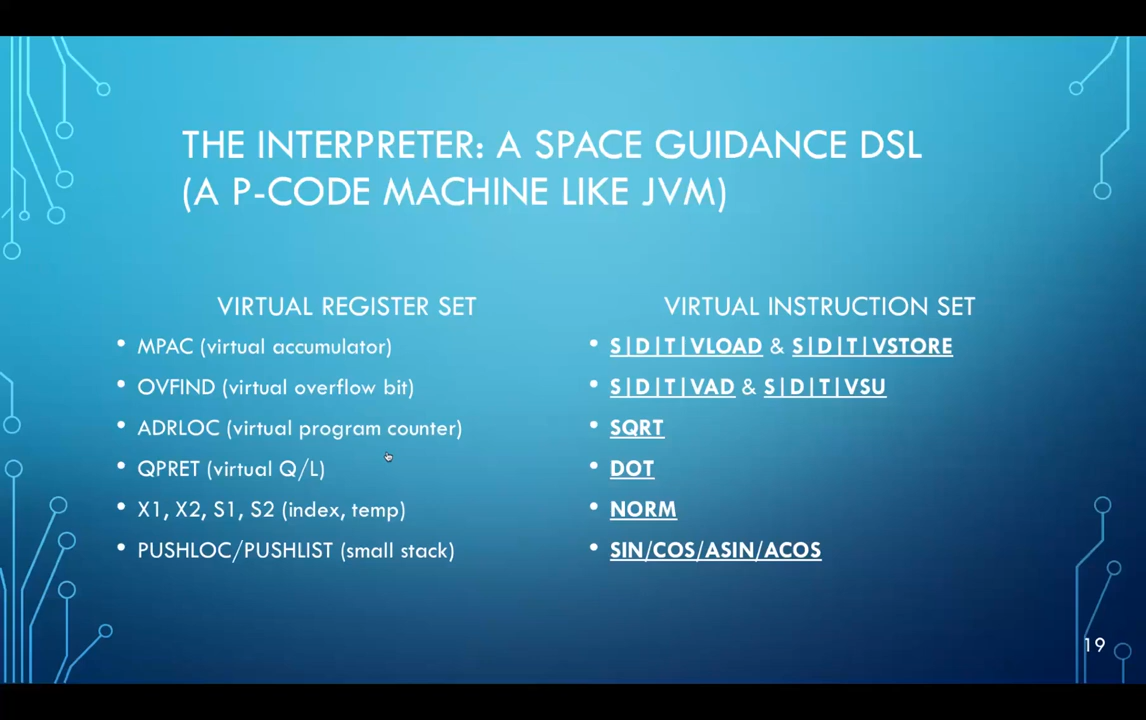 THE INTERPRETER: A SPACE GUIDANCE DSL
(A P-CODE MACHINE LIKE JVM)
VIRTUAL REGISTER SET
• MPAC (virtual accumulator)
• OVFIND (virtual overflow bit)
• ADRLOC (virtual program counter)
• QPRET (virtual Q/L)
• X1, X2, S1, S2 (index, temp)
• PUSHLOC/PUSHLIST (small stack)
VIRTUAL INSTRUCTION SET
• S|D|T|VLOAD & S|D|T|VSTORE
• S|D|T|VAD & S|D|T|VSU
• SQRT
• DOT
• NORM
• SIN/COS/ASIN/ACOS
19